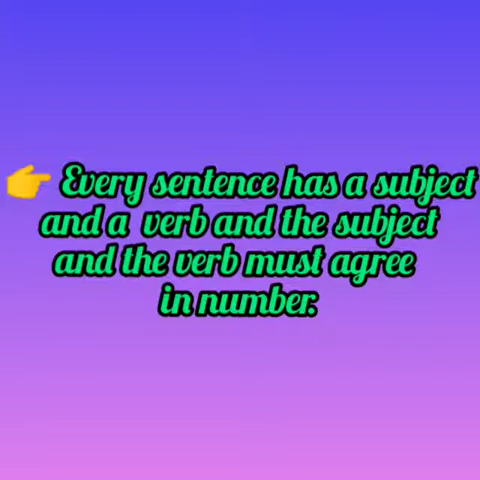 👉 Every sentence has a subject
and a verb and the subject
and the verb must agree
in number.